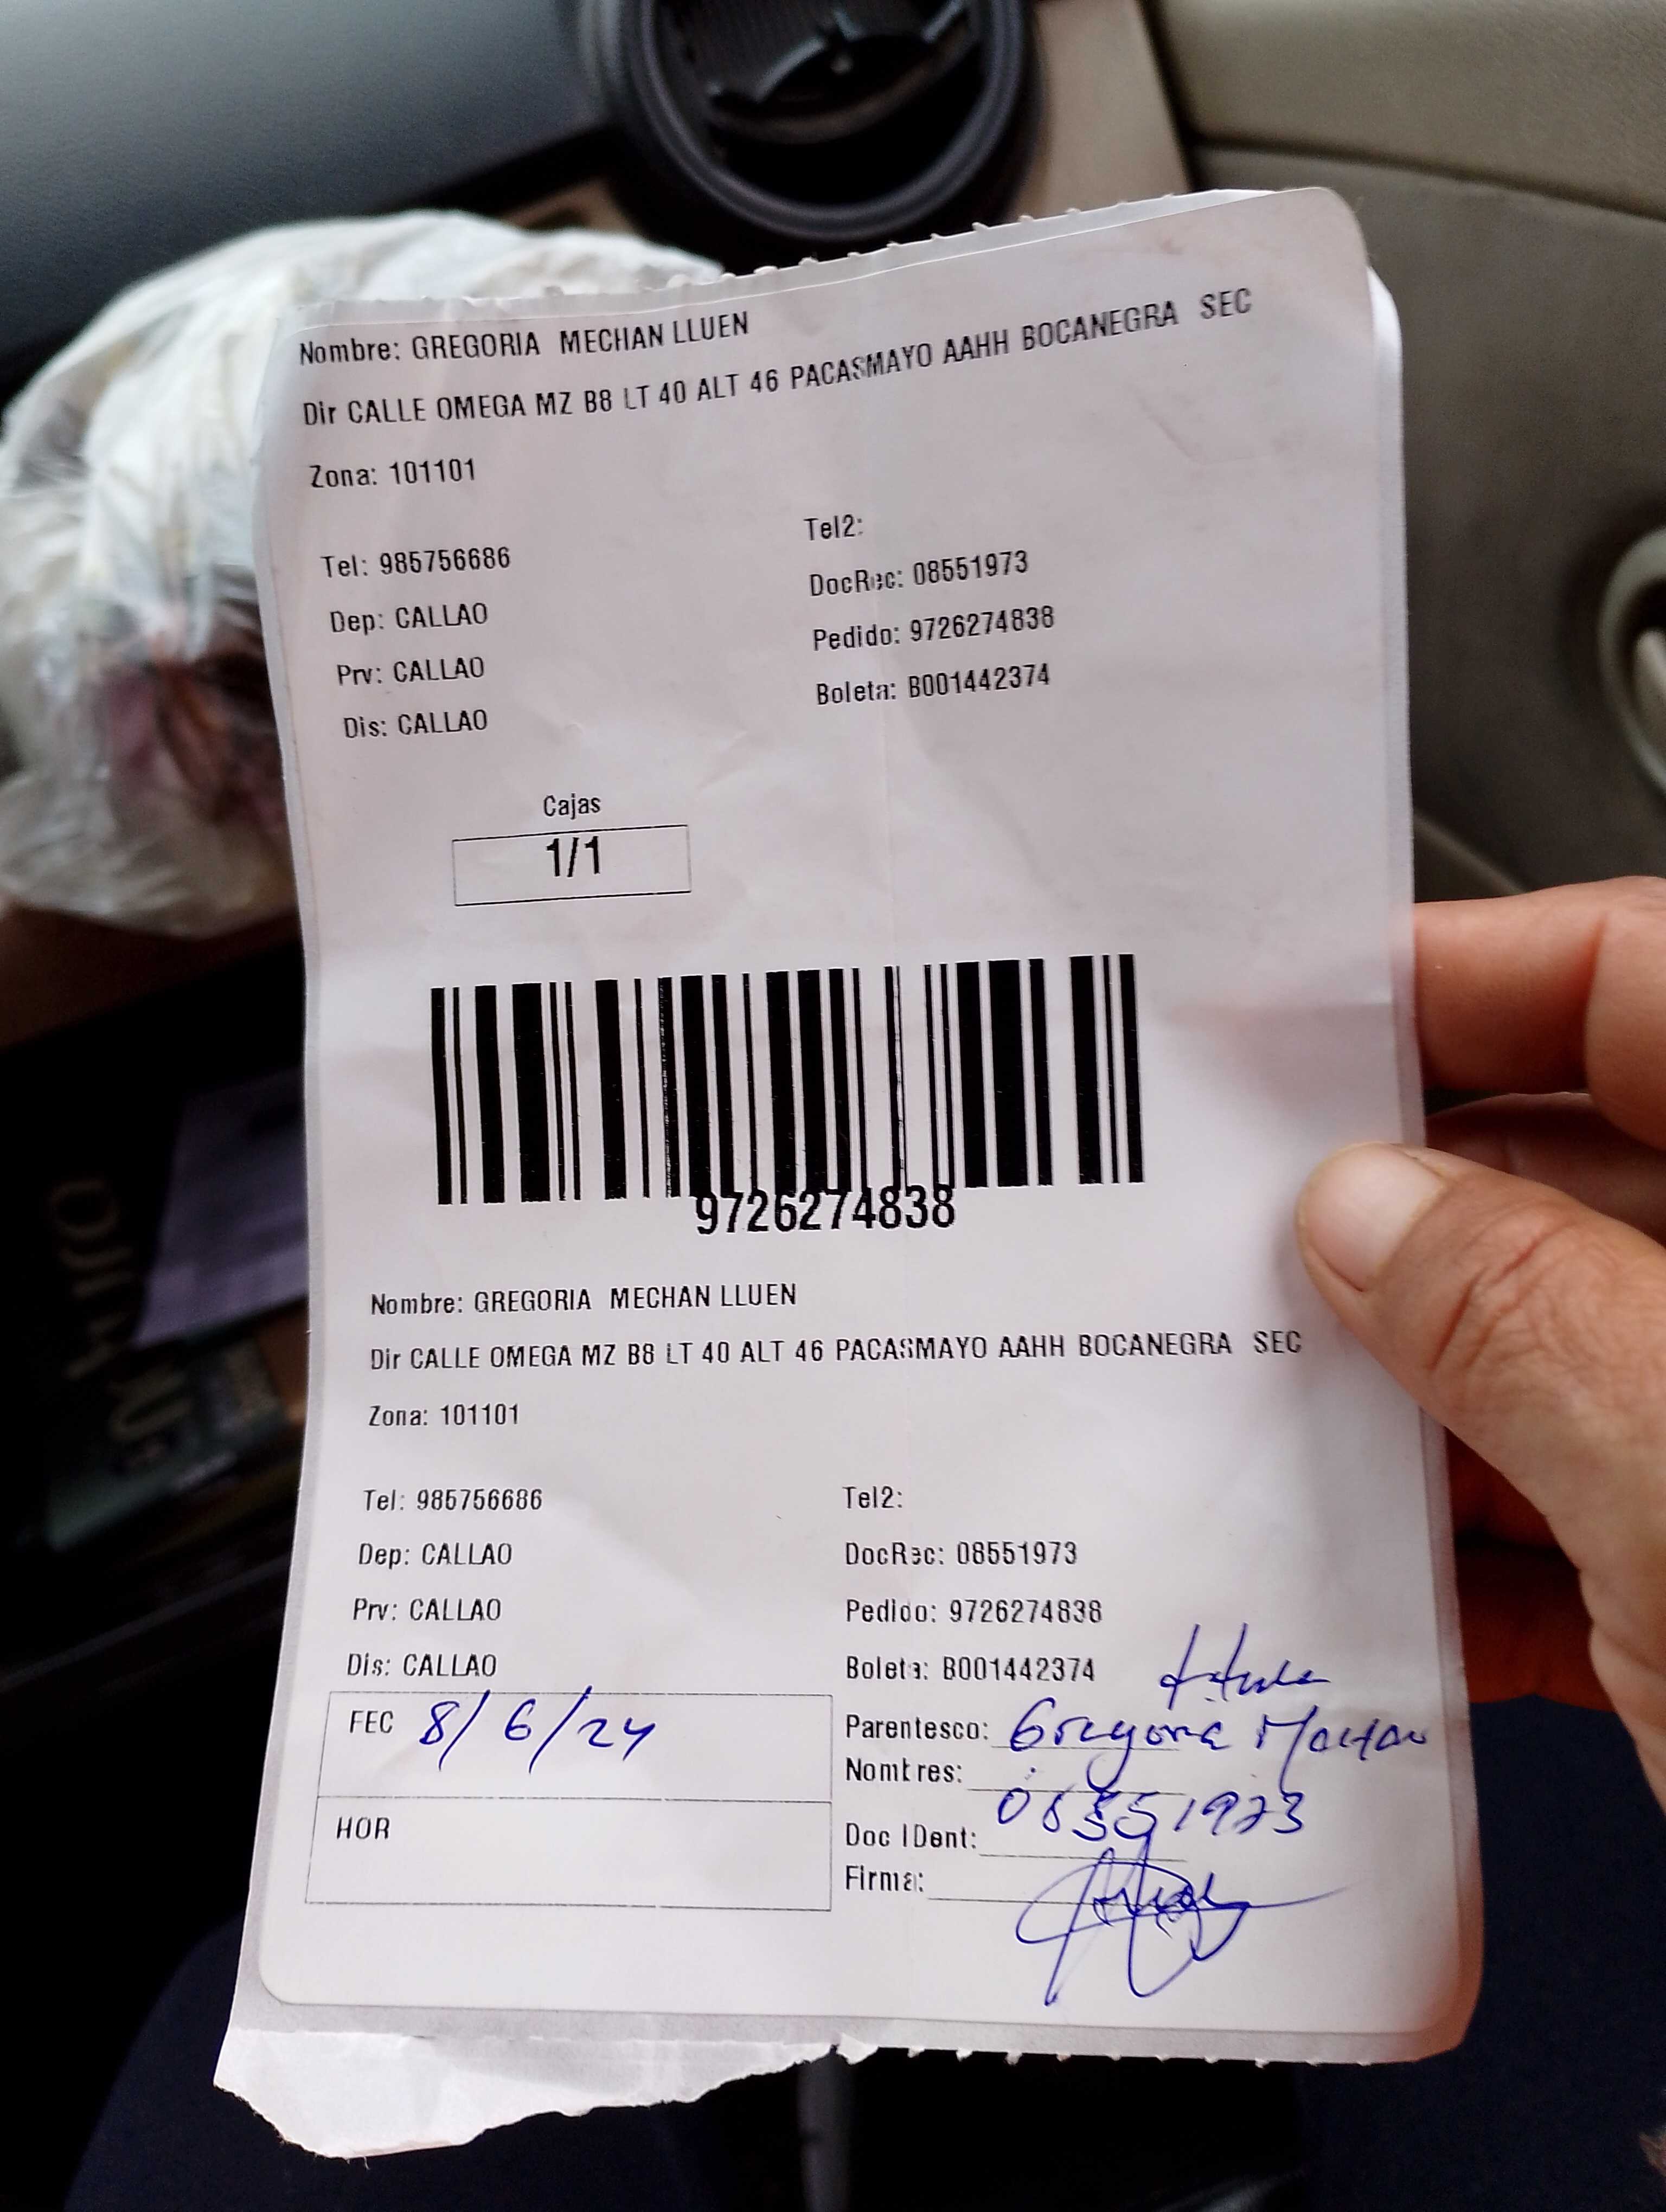 Nombre: GREGORIA MECHAN LLUEN
Dir CALLE OMEGA MZ B8 LT 40 ALT 46 PACASMAYO AAHH BOCANEGRA SEC
Zona: 101101
Tel: 985756686
Tel2:
Dep: CALLAO
DocRec: 08551973
Prv: CALLAO
Pedido: 9726274838
Dis: CALLAO
Boleta: B001442374
Cajas
1/1
9726274838
Nombre: GREGORIA MECHAN LLUEN
Dir CALLE OMEGA MZ B8 LT 40 ALT 46 PACASMAYO AAHH BOCANEGRA SEC
Zona: 101101
Tel: 985756686
Tel2:
Dep: CALLAO
DocRec: 08551973
Prv: CALLAO
Pedido: 9726274838
Dis: CALLAO
Boleta: B001442374
FEC 8/6/24
Parentesco: Gregoria
Nombres:
HOR
Doc IDent: 08551973
Firma: